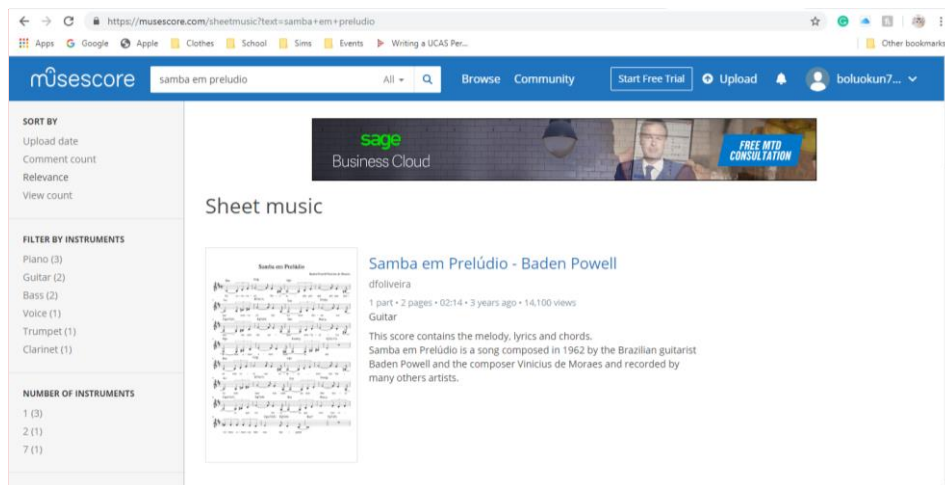 https://musescore.com/sheetmusic?text=samba+em+preludio
Apps Google Apple Clothes School Sims Events Writing a UCAS Per... Other bookmarks
musescore samba em preludio All Browse Community Start Free Trial Upload boluokun7...
SORT BY
Upload date
Comment count
Relevance
View count
FILTER BY INSTRUMENTS
Piano (3)
Guitar (2)
Bass (2)
Voice (1)
Trumpet (1)
Clarinet (1)
NUMBER OF INSTRUMENTS
1 (3)
2 (1)
7 (1)
sage
Business Cloud
FREE MTD
CONSULTATION
Sheet music
Samba em Prelúdio
Samba em Prelúdio - Baden Powell
dfoliveira
1 part • 2 pages • 02:14 • 3 years ago • 14,100 views
Guitar
This score contains the melody, lyrics and chords.
Samba em Prelúdio is a song composed in 1962 by the Brazilian guitarist
Baden Powell and the composer Vinicius de Moraes and recorded by
many others artists.